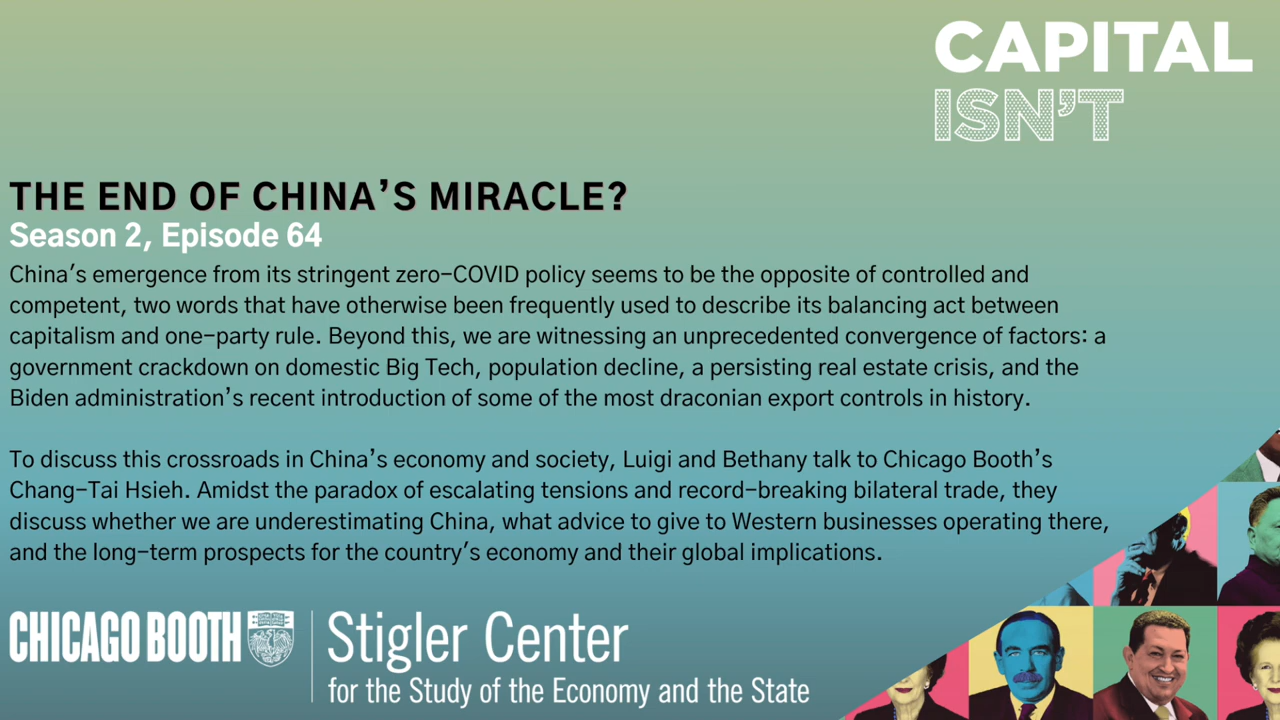 CAPITAL
ISN'T
THE END OF CHINA'S MIRACLE?
Season 2, Episode 64
China's emergence from its stringent zero-COVID policy seems to be the opposite of controlled and
competent, two words that have otherwise been frequently used to describe its balancing act between
capitalism and one-party rule. Beyond this, we are witnessing an unprecedented convergence of factors: a
government crackdown on domestic Big Tech, population decline, a persisting real estate crisis, and the
Biden administration's recent introduction of some of the most draconian export controls in history.
To discuss this crossroads in China's economy and society, Luigi and Bethany talk to Chicago Booth's
Chang-Tai Hsieh. Amidst the paradox of escalating tensions and record-breaking bilateral trade, they
discuss whether we are underestimating China, what advice to give to Western businesses operating there,
and the long-term prospects for the country's economy and their global implications.
CHICAGO BOOTH
Stigler Center
for the Study of the Economy and the State